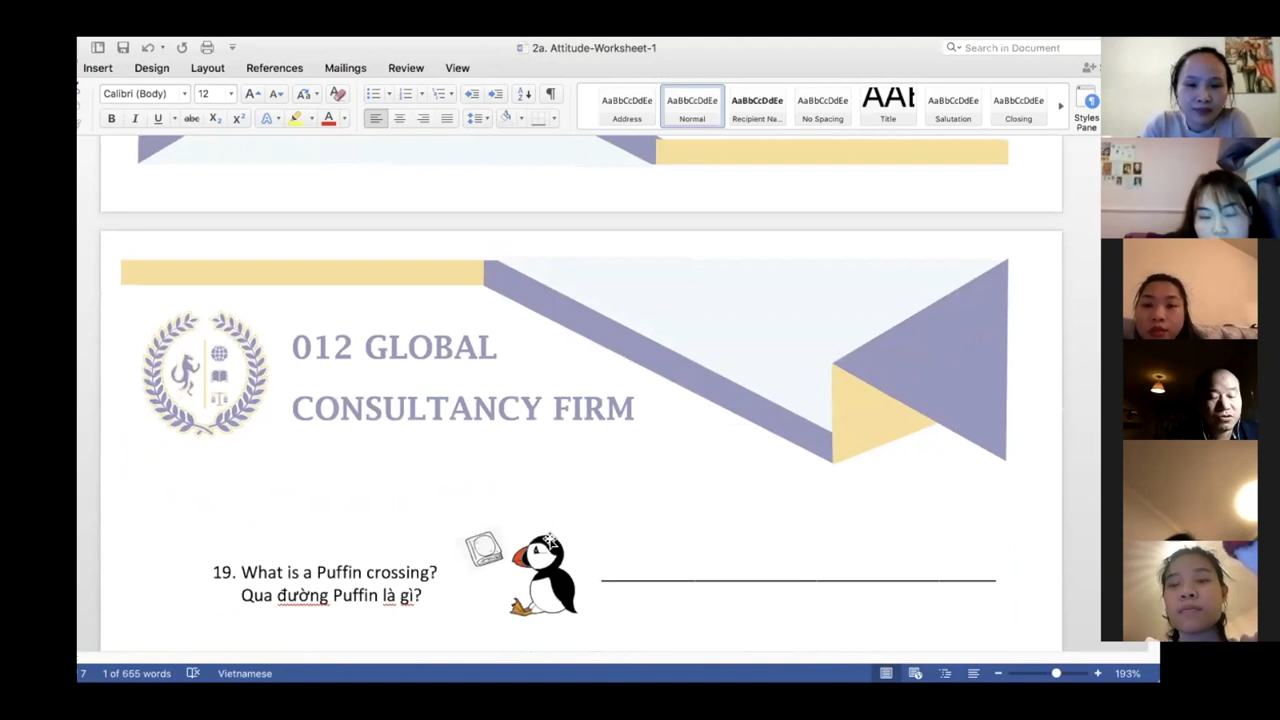 2a. Attitude-Worksheet-1
Search in Document
Insert Design Layout References Mailings Review View
Calibri (Body) 12
AaBbCcDdEe AaBbCcDdEe AaBbCcDdEe AaBbCcDdEe AaBbCcDdEe AaBbCcDdEe
Address Normal Recipient Na... No Spacing Title Salutation Closing
Styles
Pane
012 GLOBAL
CONSULTANCY FIRM
19. What is a Puffin crossing?
Qua đường Puffin là gì?
7 1 of 655 words Vietnamese 193%